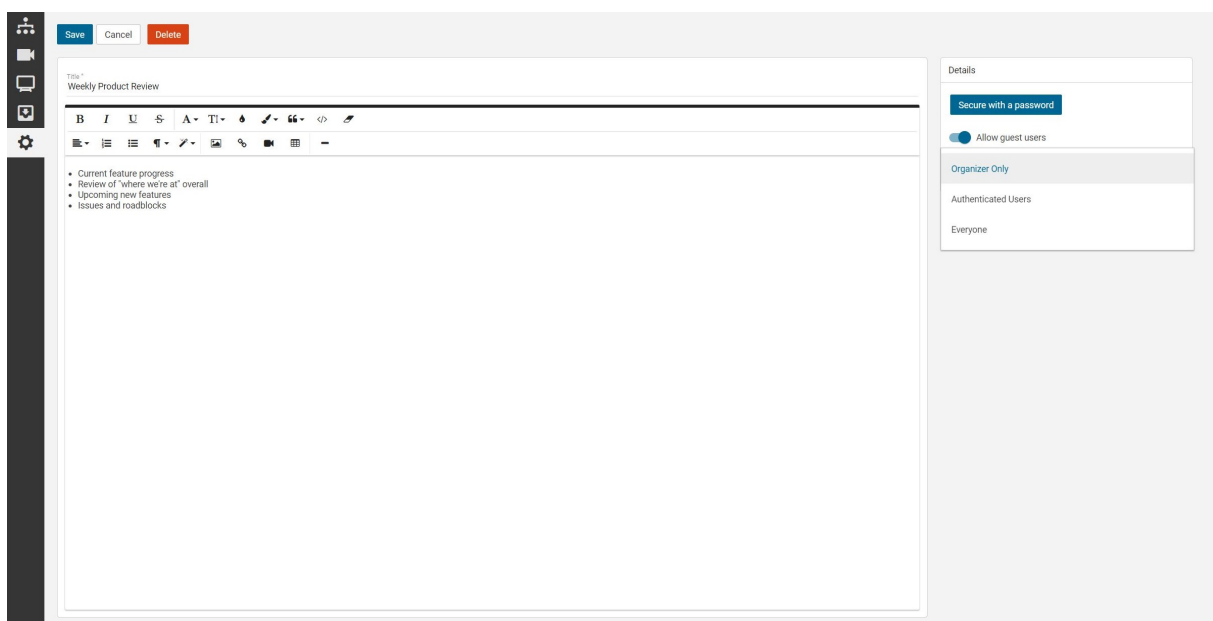 Save Cancel Delete
Title *
Weekly Product Review
Details
Secure with a password
Allow guest users
Organizer Only
Authenticated Users
Everyone
B I U S A TI
• Current feature progress
• Review of "where we're at" overall
• Upcoming new features
• Issues and roadblocks